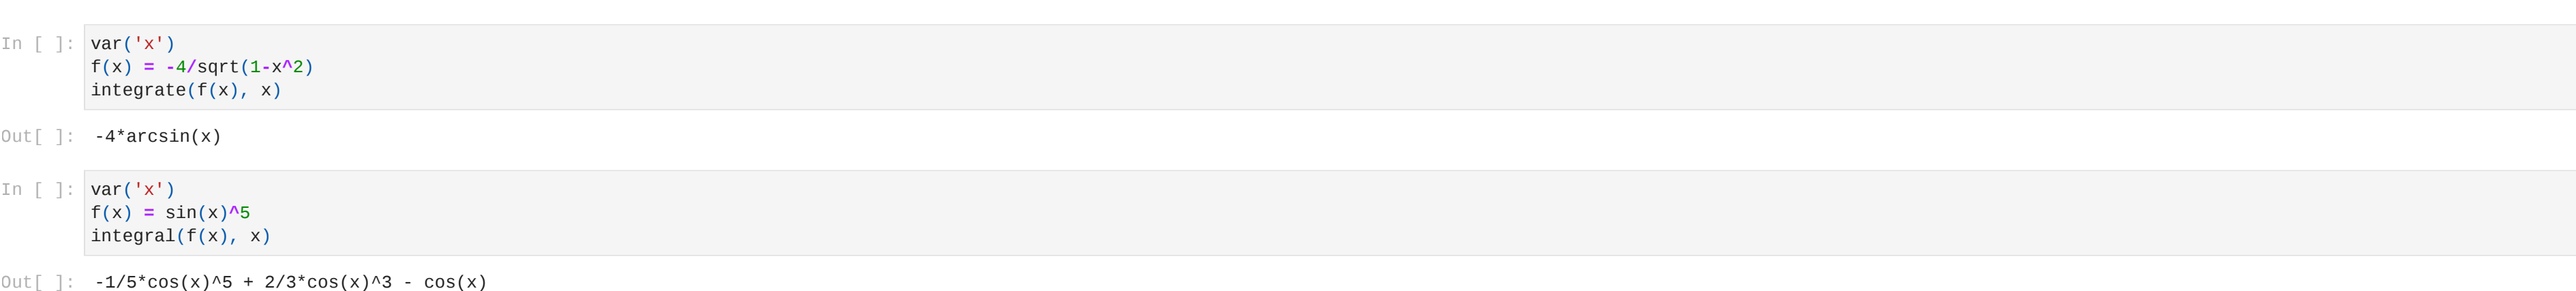 In [ ]: var('x')
f(x) = -4/sqrt(1-x^2)
integrate(f(x), x)
Out[ ]: -4*arcsin(x)
In [ ]: var('x')
f(x) = sin(x)^5
integral(f(x), x)
Out[ ]: -1/5*cos(x)^5 + 2/3*cos(x)^3 - cos(x)